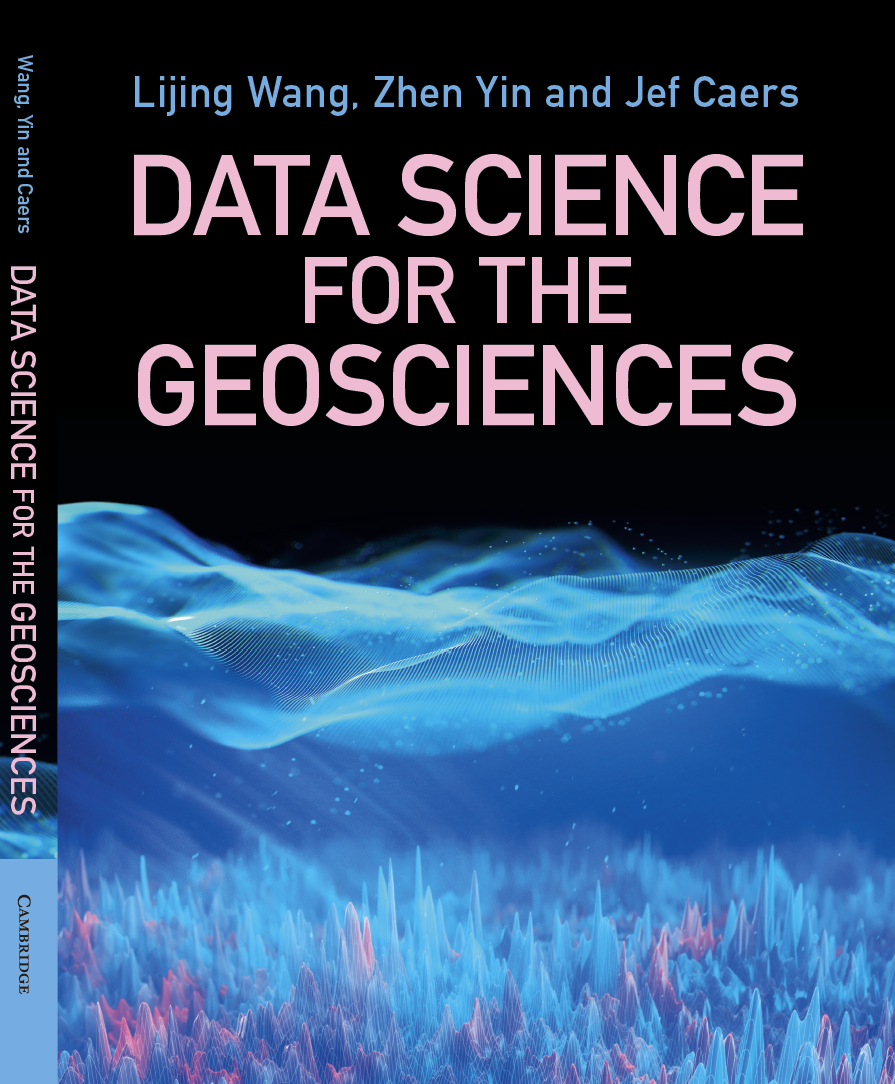 Lijing Wang, Zhen Yin and Jef Caers
DATA SCIENCE
FOR THE
GEOSCIENCES
Wang, Yin and Caers
DATA SCIENCE FOR THE GEOSCIENCES
CAMBRIDGE